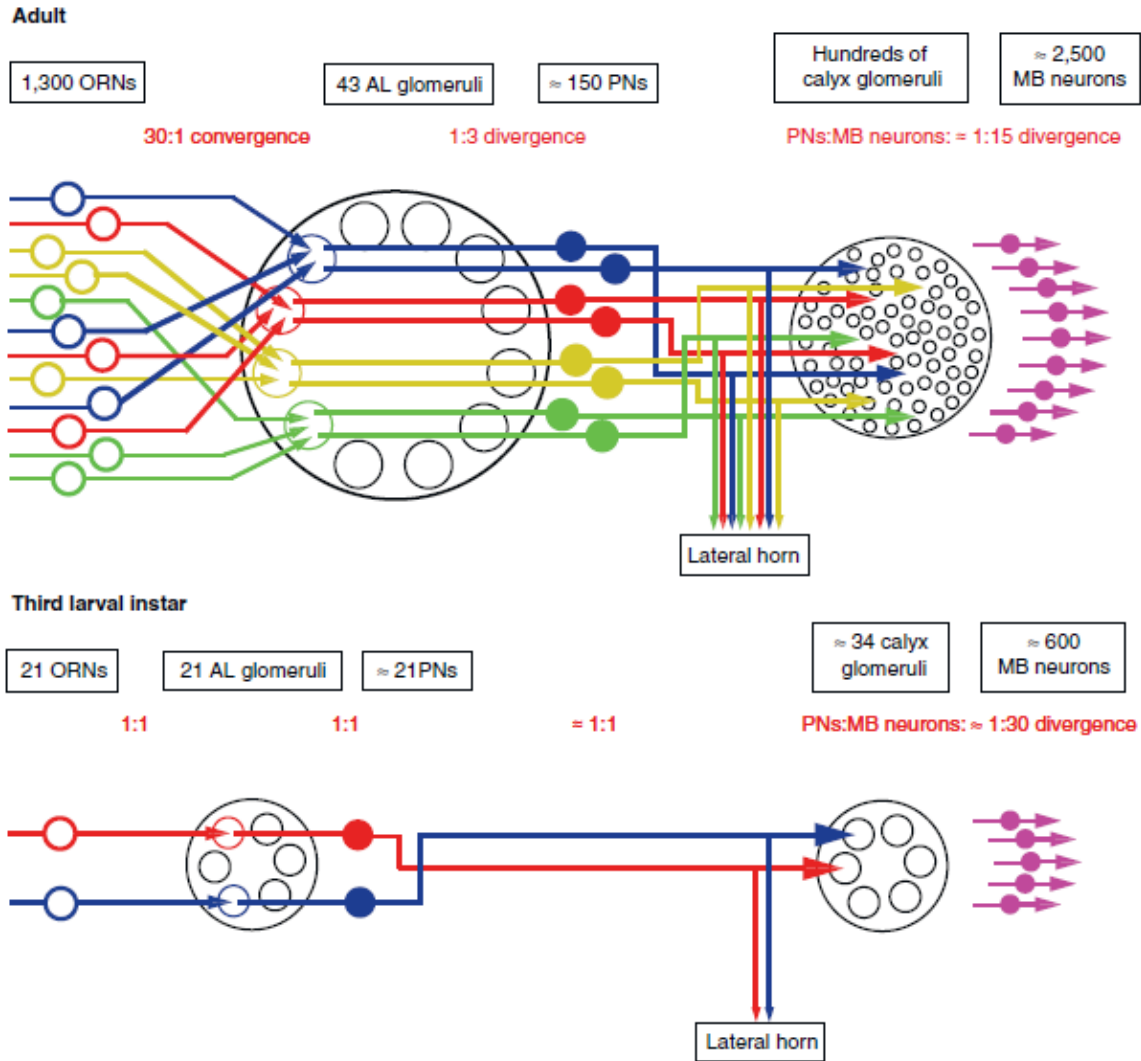 Adult
1,300 ORNs
43 AL glomeruli
≈ 150 PNs
Hundreds of
calyx glomeruli
≈ 2,500
MB neurons
30:1 convergence
1:3 divergence
PNs:MB neurons: ≈ 1:15 divergence
Lateral horn
Third larval instar
21 ORNs
21 AL glomeruli
≈ 21PNs
≈ 34 calyx
glomeruli
≈ 600
MB neurons
1:1
1:1
≈ 1:1
PNs:MB neurons: ≈ 1:30 divergence
Lateral horn